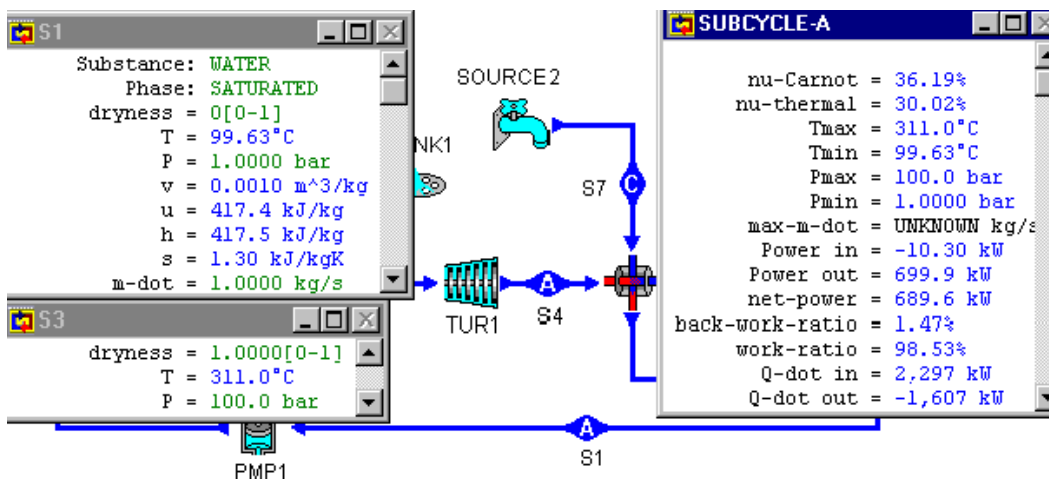 S1
Substance: WATER
Phase: SATURATED
dryness = 0[0-1]
T = 99.63°C
P = 1.0000 bar
v = 0.0010 m^3/kg
u = 417.4 kJ/kg
h = 417.5 kJ/kg
s = 1.30 kJ/kgK
m-dot = 1.0000 kg/s
S3
dryness = 1.0000[0-1]
T = 311.0°C
P = 100.0 bar
SOURCE2
NK1
S7
C
TUR1
A
S4
PMP1
A
S1
SUBCYCLE-A
nu-Carnot = 36.19%
nu-thermal = 30.02%
Tmax = 311.0°C
Tmin = 99.63°C
Pmax = 100.0 bar
Pmin = 1.0000 bar
max-m-dot = UNKNOWN kg/s
Power in = -10.30 kW
Power out = 699.9 kW
net-power = 689.6 kW
back-work-ratio = 1.47%
work-ratio = 98.53%
Q-dot in = 2,297 kW
Q-dot out = -1,607 kW